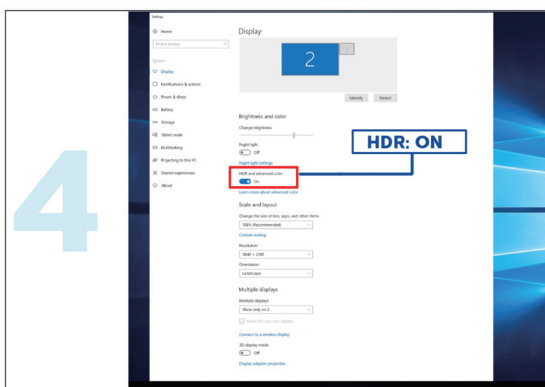 4
Settings
Home
Find a setting
System
Display
Notifications & actions
Power & sleep
Battery
Storage
Tablet mode
Multitasking
Projecting to this PC
Shared experiences
About
Display
2
Identify
Detect
Brightness and color
Change brightness
Night light
Off
Night light settings
HDR and advanced color
On
Learn more about advanced color
HDR: ON
Scale and layout
Change the size of text, apps, and other items
100% (Recommended)
Custom scaling
Resolution
3840 × 2160
Orientation
Landscape
Multiple displays
Multiple displays
Show only on 2
Make this my main display
Connect to a wireless display
3D display mode
Off
Display adapter properties